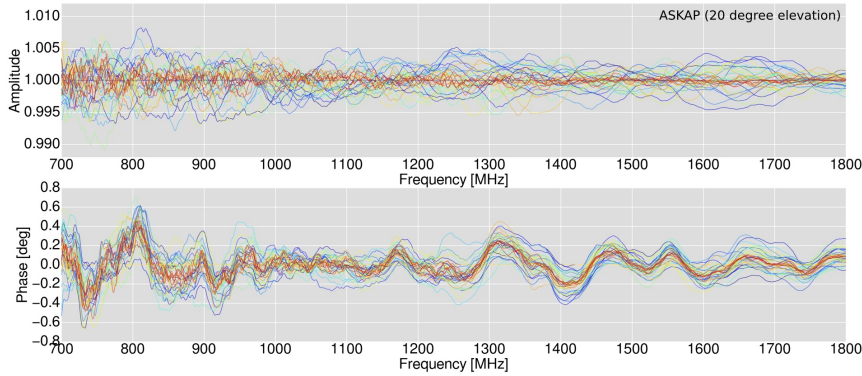 ASKAP (20 degree elevation)
Amplitude
1.010
1.005
1.000
0.995
0.990
700 800 900 1000 1100 1200 1300 1400 1500 1600 1700 1800
Frequency [MHz]
Phase [deg]
0.8
0.6
0.4
0.2
0.0
−0.2
−0.4
−0.6
−0.8
700 800 900 1000 1100 1200 1300 1400 1500 1600 1700 1800
Frequency [MHz]